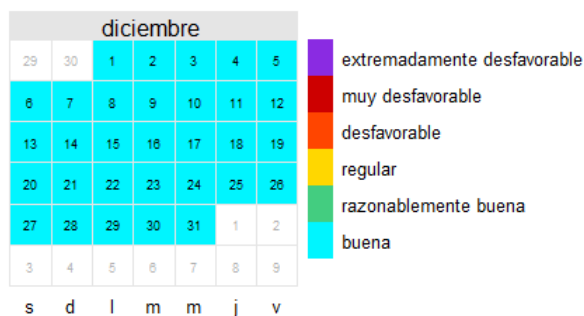 diciembre
29 30 1 2 3 4 5
6 7 8 9 10 11 12
13 14 15 16 17 18 19
20 21 22 23 24 25 26
27 28 29 30 31 1 2
3 4 5 6 7 8 9
s d l m m j v
extremadamente desfavorable
muy desfavorable
desfavorable
regular
razonablemente buena
buena